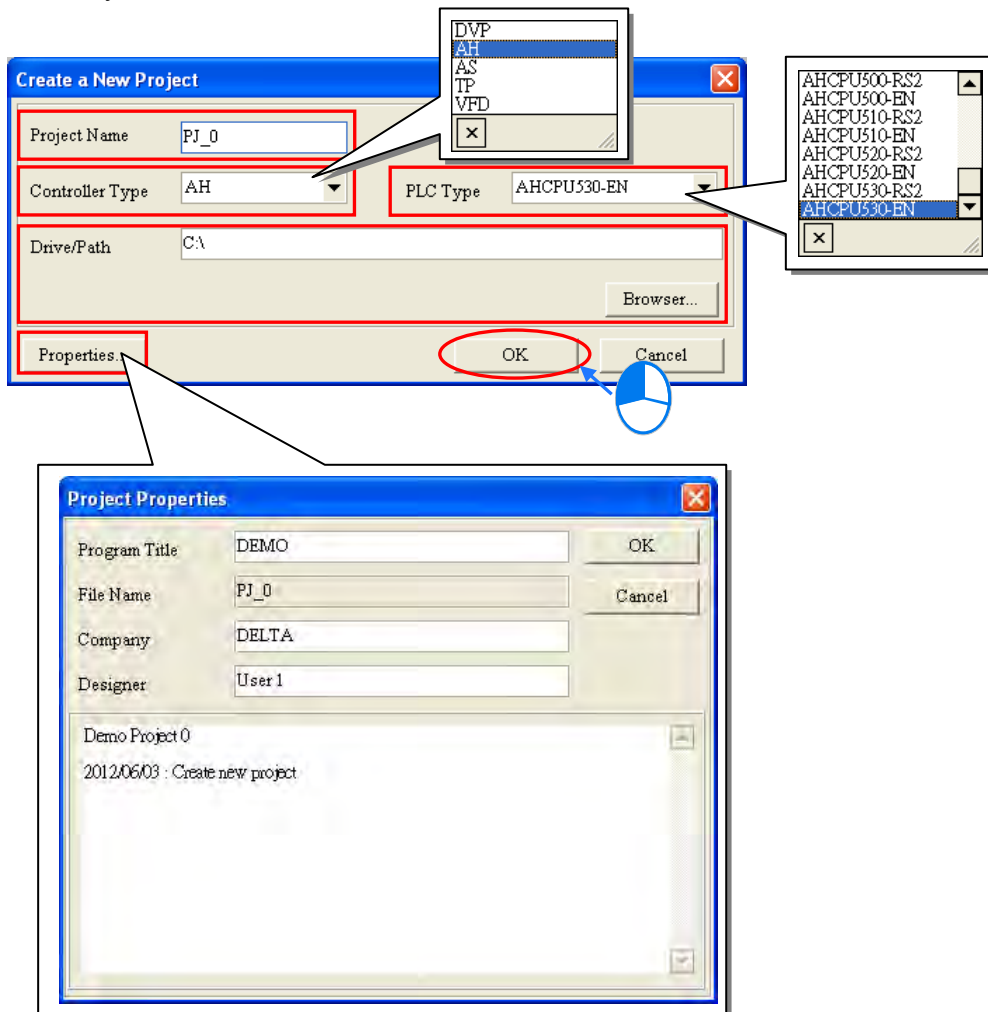 DVP
AH
AS
TP
VFD
Create a New Project
Project Name PJ_0
Controller Type AH
PLC Type AHCPU530-EN
AHCPU500-RS2
AHCPU500-EN
AHCPU510-RS2
AHCPU510-EN
AHCPU520-RS2
AHCPU520-EN
AHCPU530-RS2
AHCPU530-EN
Drive/Path C:\
Browser...
Properties...
OK
Cancel
Project Properties
Program Title DEMO
OK
File Name PJ_0
Cancel
Company DELTA
Designer User 1
Demo Project 0
2012/06/03 : Create new project